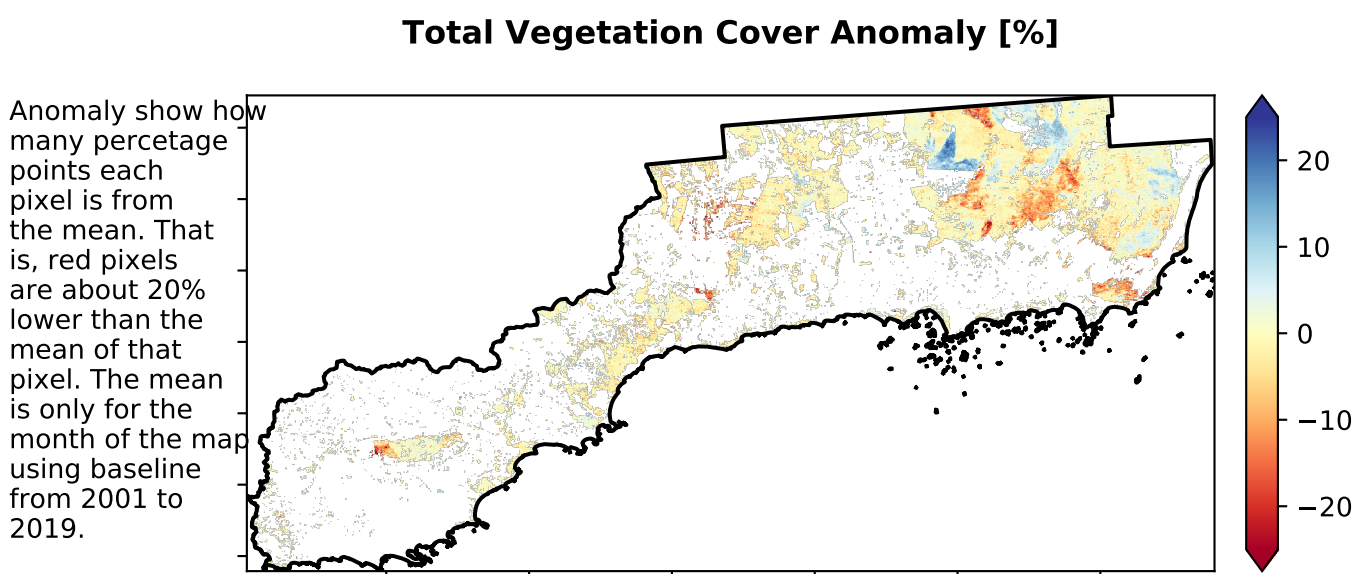 Total Vegetation Cover Anomaly [%]
Anomaly show how
many percetage
points each
pixel is from
the mean. That
is, red pixels
are about 20%
lower than the
mean of that
pixel. The mean
is only for the
month of the map
using baseline
from 2001 to
2019.
20
10
0
−10
−20